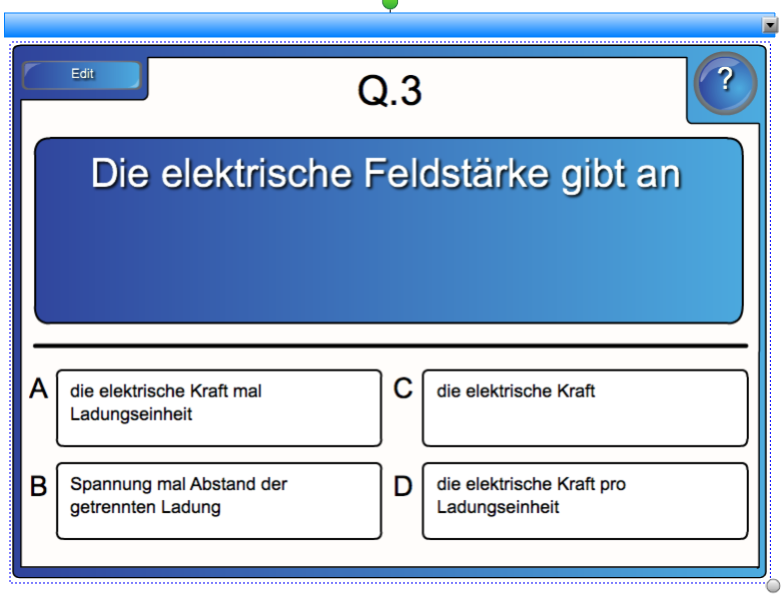 Edit
Q.3
?
Die elektrische Feldstärke gibt an
A
die elektrische Kraft mal
Ladungseinheit
B
Spannung mal Abstand der
getrennten Ladung
C
die elektrische Kraft
D
die elektrische Kraft pro
Ladungseinheit